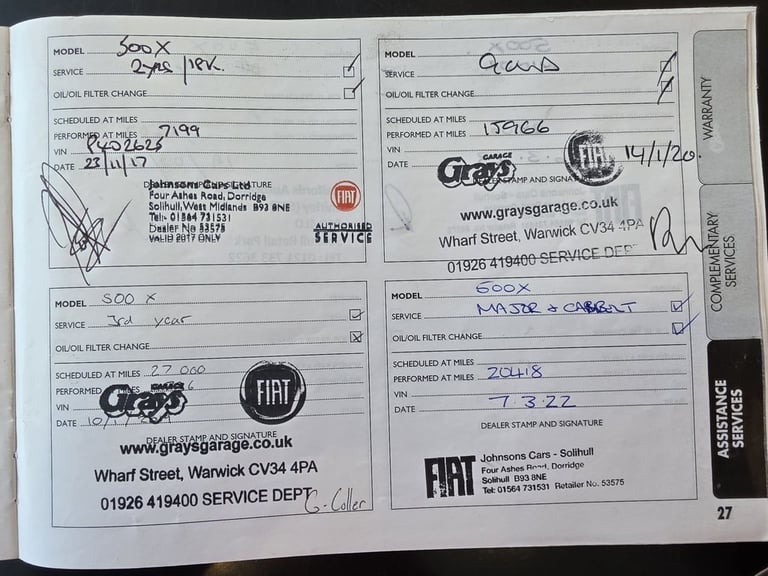 MODEL 500X
SERVICE 2yrs / 18K.
OIL/OIL FILTER CHANGE
SCHEDULED AT MILES
PERFORMED AT MILES 7199
VIN P402625
DATE 23/11/17
DEALER STAMP AND SIGNATURE
Johnsons Cars Ltd
Four Ashes Road, Dorridge
Solihull, West Midlands B93 8NE
Tel: 01564 731531
Dealer No 53575
VALID 2017 ONLY
FIAT
AUTHORISED
SERVICE
MODEL
SERVICE
OIL/OIL FILTER CHANGE
SCHEDULED AT MILES
PERFORMED AT MILES 15966
VIN
DATE 14/1/20.
GARAGE
Grays
FIAT
DEALER STAMP AND SIGNATURE
www.graysgarage.co.uk
Wharf Street, Warwick CV34 4PA
01926 419400 SERVICE DEPT
MODEL 500 X
SERVICE 3rd year
OIL/OIL FILTER CHANGE
SCHEDULED AT MILES 27 000
PERFORMED MILES
VIN
DATE
GARAGE
Grays
FIAT
DEALER STAMP AND SIGNATURE
www.graysgarage.co.uk
Wharf Street, Warwick CV34 4PA
01926 419400 SERVICE DEPT
G. Coller
MODEL 500X
SERVICE MAJOR +
OIL/OIL FILTER CHANGE
SCHEDULED AT MILES
PERFORMED AT MILES 20418
VIN
DATE 7.3.22
DEALER STAMP AND SIGNATURE
FIAT
Johnsons Cars - Solihull
Four Ashes Road, Dorridge
Solihull B93 8NE
Tel: 01564 731531 Retailer No. 53575
WARRANTY
COMPLEMENTARY
SERVICES
ASSISTANCE
SERVICES
27